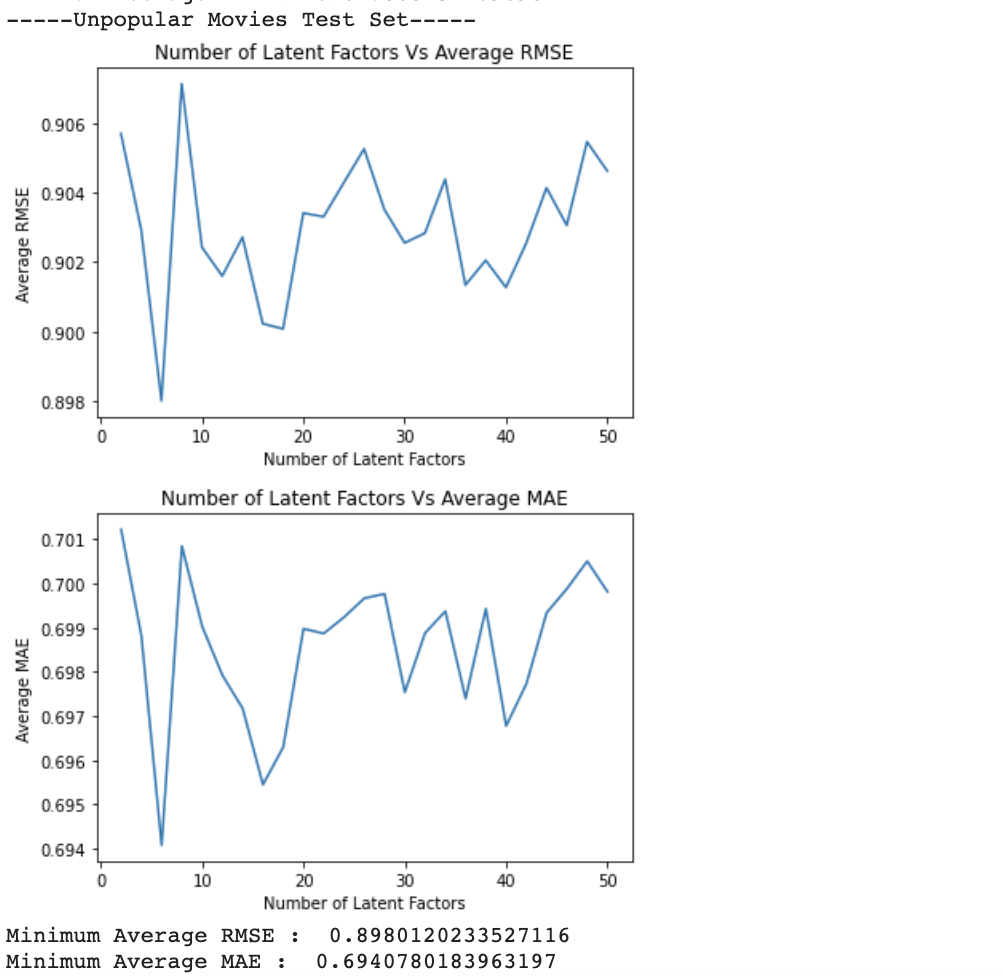 -----Unpopular Movies Test Set-----
Number of Latent Factors Vs Average RMSE
0.906
0.904
0.902
0.900
0.898
Average RMSE
0 10 20 30 40 50
Number of Latent Factors
Number of Latent Factors Vs Average MAE
0.701
0.700
0.699
0.698
0.697
0.696
0.695
0.694
Average MAE
0 10 20 30 40 50
Number of Latent Factors
Minimum Average RMSE :  0.8980120233527116
Minimum Average MAE :  0.6940780183963197